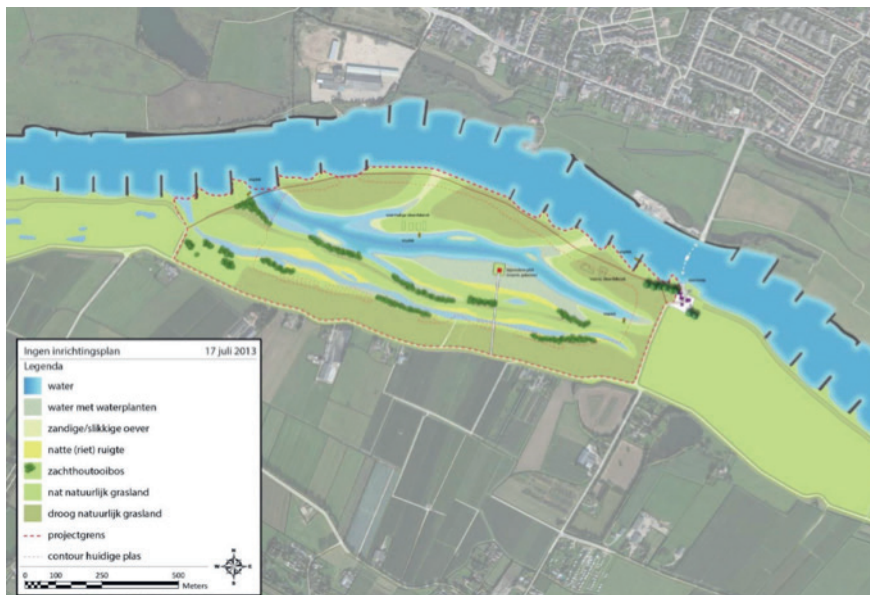 Ingen inrichtingsplan 17 juli 2013
Legenda
water
water met waterplanten
zandige/slikkige oever
natte (riet) ruigte
zachthoutooibos
nat natuurlijk grasland
droog natuurlijk grasland
projectgrens
contour huidige plas
N
0 100 250 500
Meters